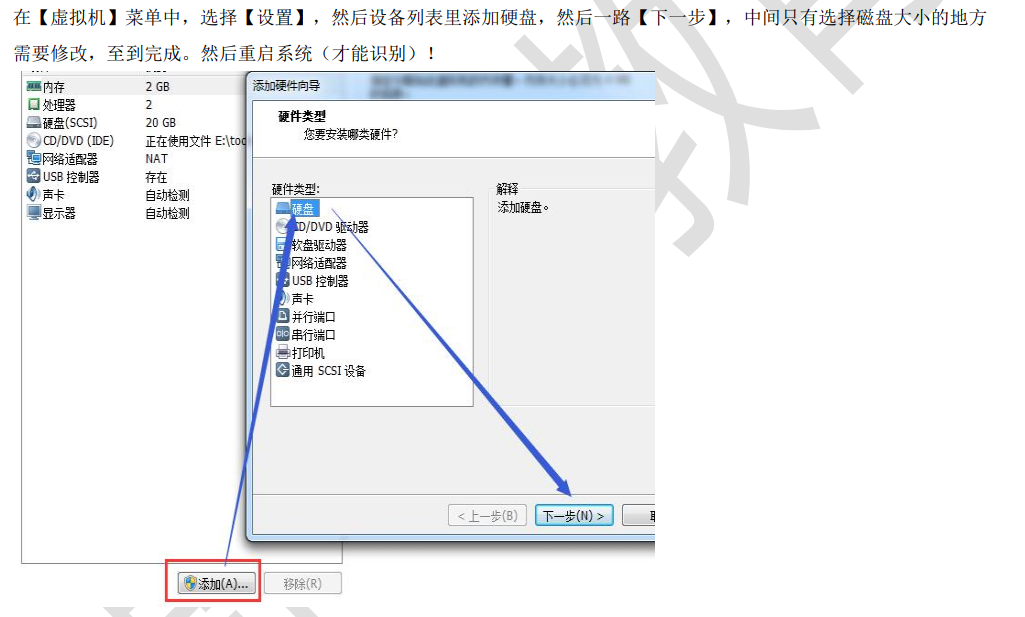 在【虚拟机】菜单中，选择【设置】，然后设备列表里添加硬盘，然后一路【下一步】，中间只有选择磁盘大小的地方
需要修改，至到完成。然后重启系统（才能识别）！
内存 2 GB
处理器 2
硬盘(SCSI) 20 GB
CD/DVD (IDE) 正在使用文件 E:\too
网络适配器 NAT
USB 控制器 存在
声卡 自动检测
显示器 自动检测
添加硬件向导
硬件类型
您要安装哪类硬件?
硬件类型:
硬盘
CD/DVD 驱动器
软盘驱动器
网络适配器
USB 控制器
声卡
并行端口
串行端口
打印机
通用 SCSI 设备
解释
添加硬盘。
< 上一步(B)
下一步(N) >
添加(A)...
移除(R)